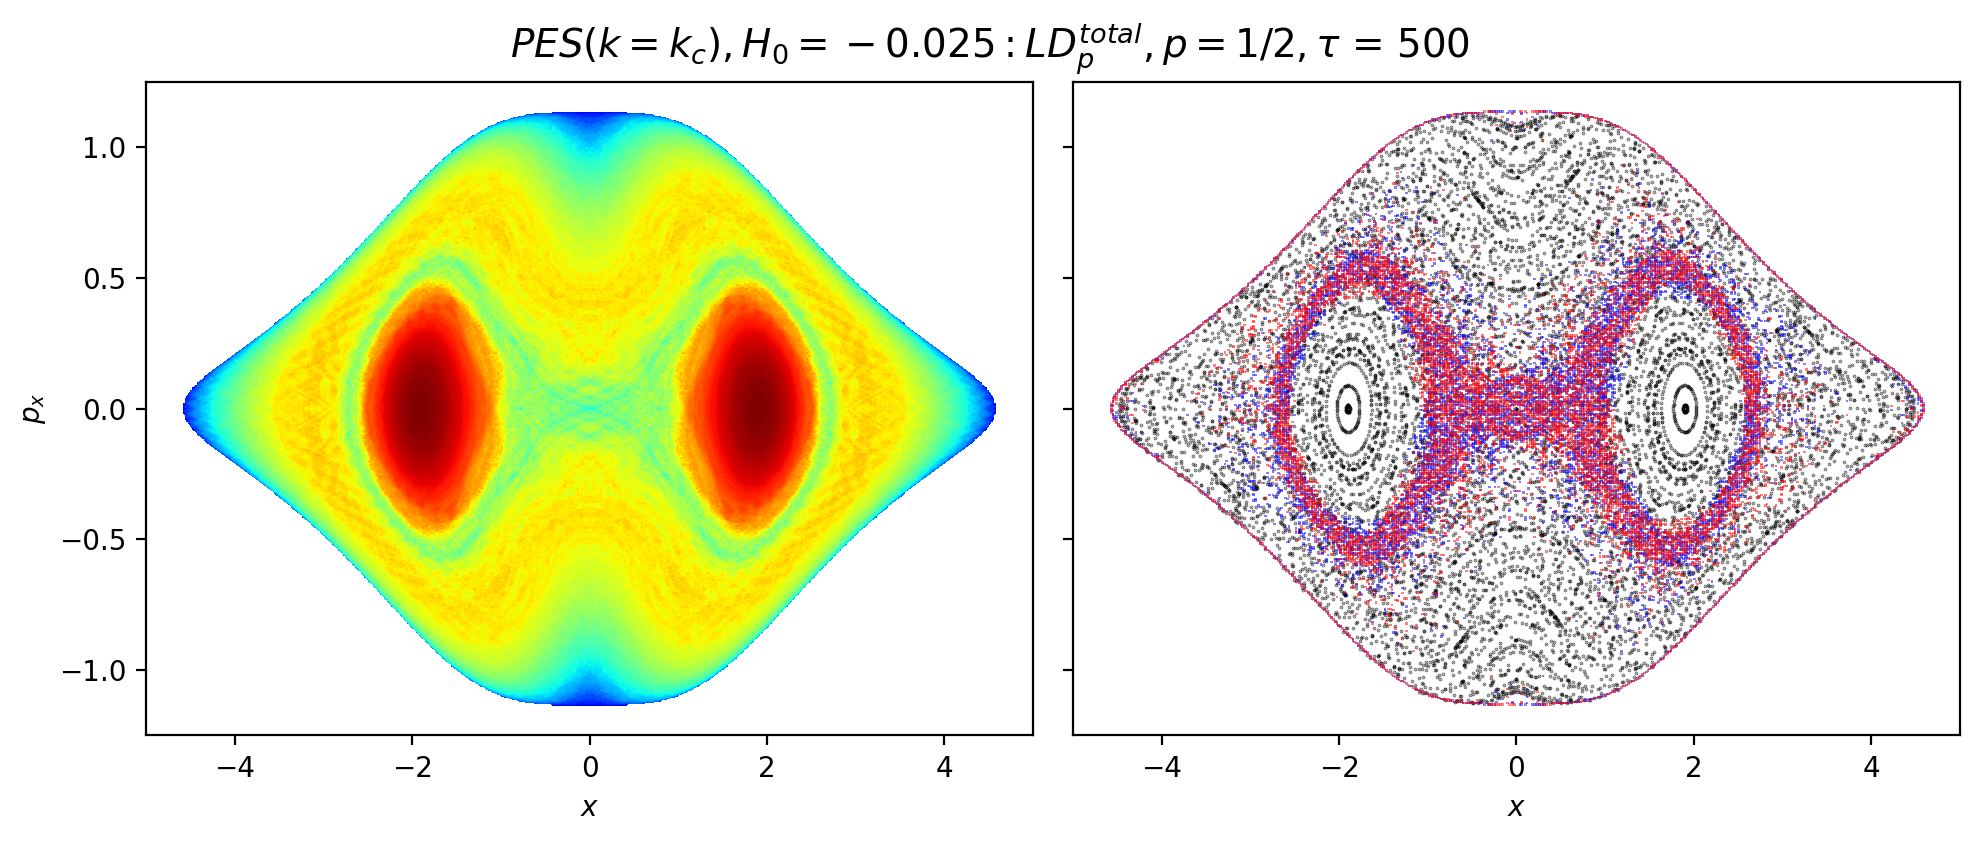 PES(k = k_c), H_0 = −0.025 : LD_p^{total}, p = 1/2, τ = 500
1.0
0.5
0.0
−0.5
−1.0
p_x
−4 −2 0 2 4
x
−4 −2 0 2 4
x